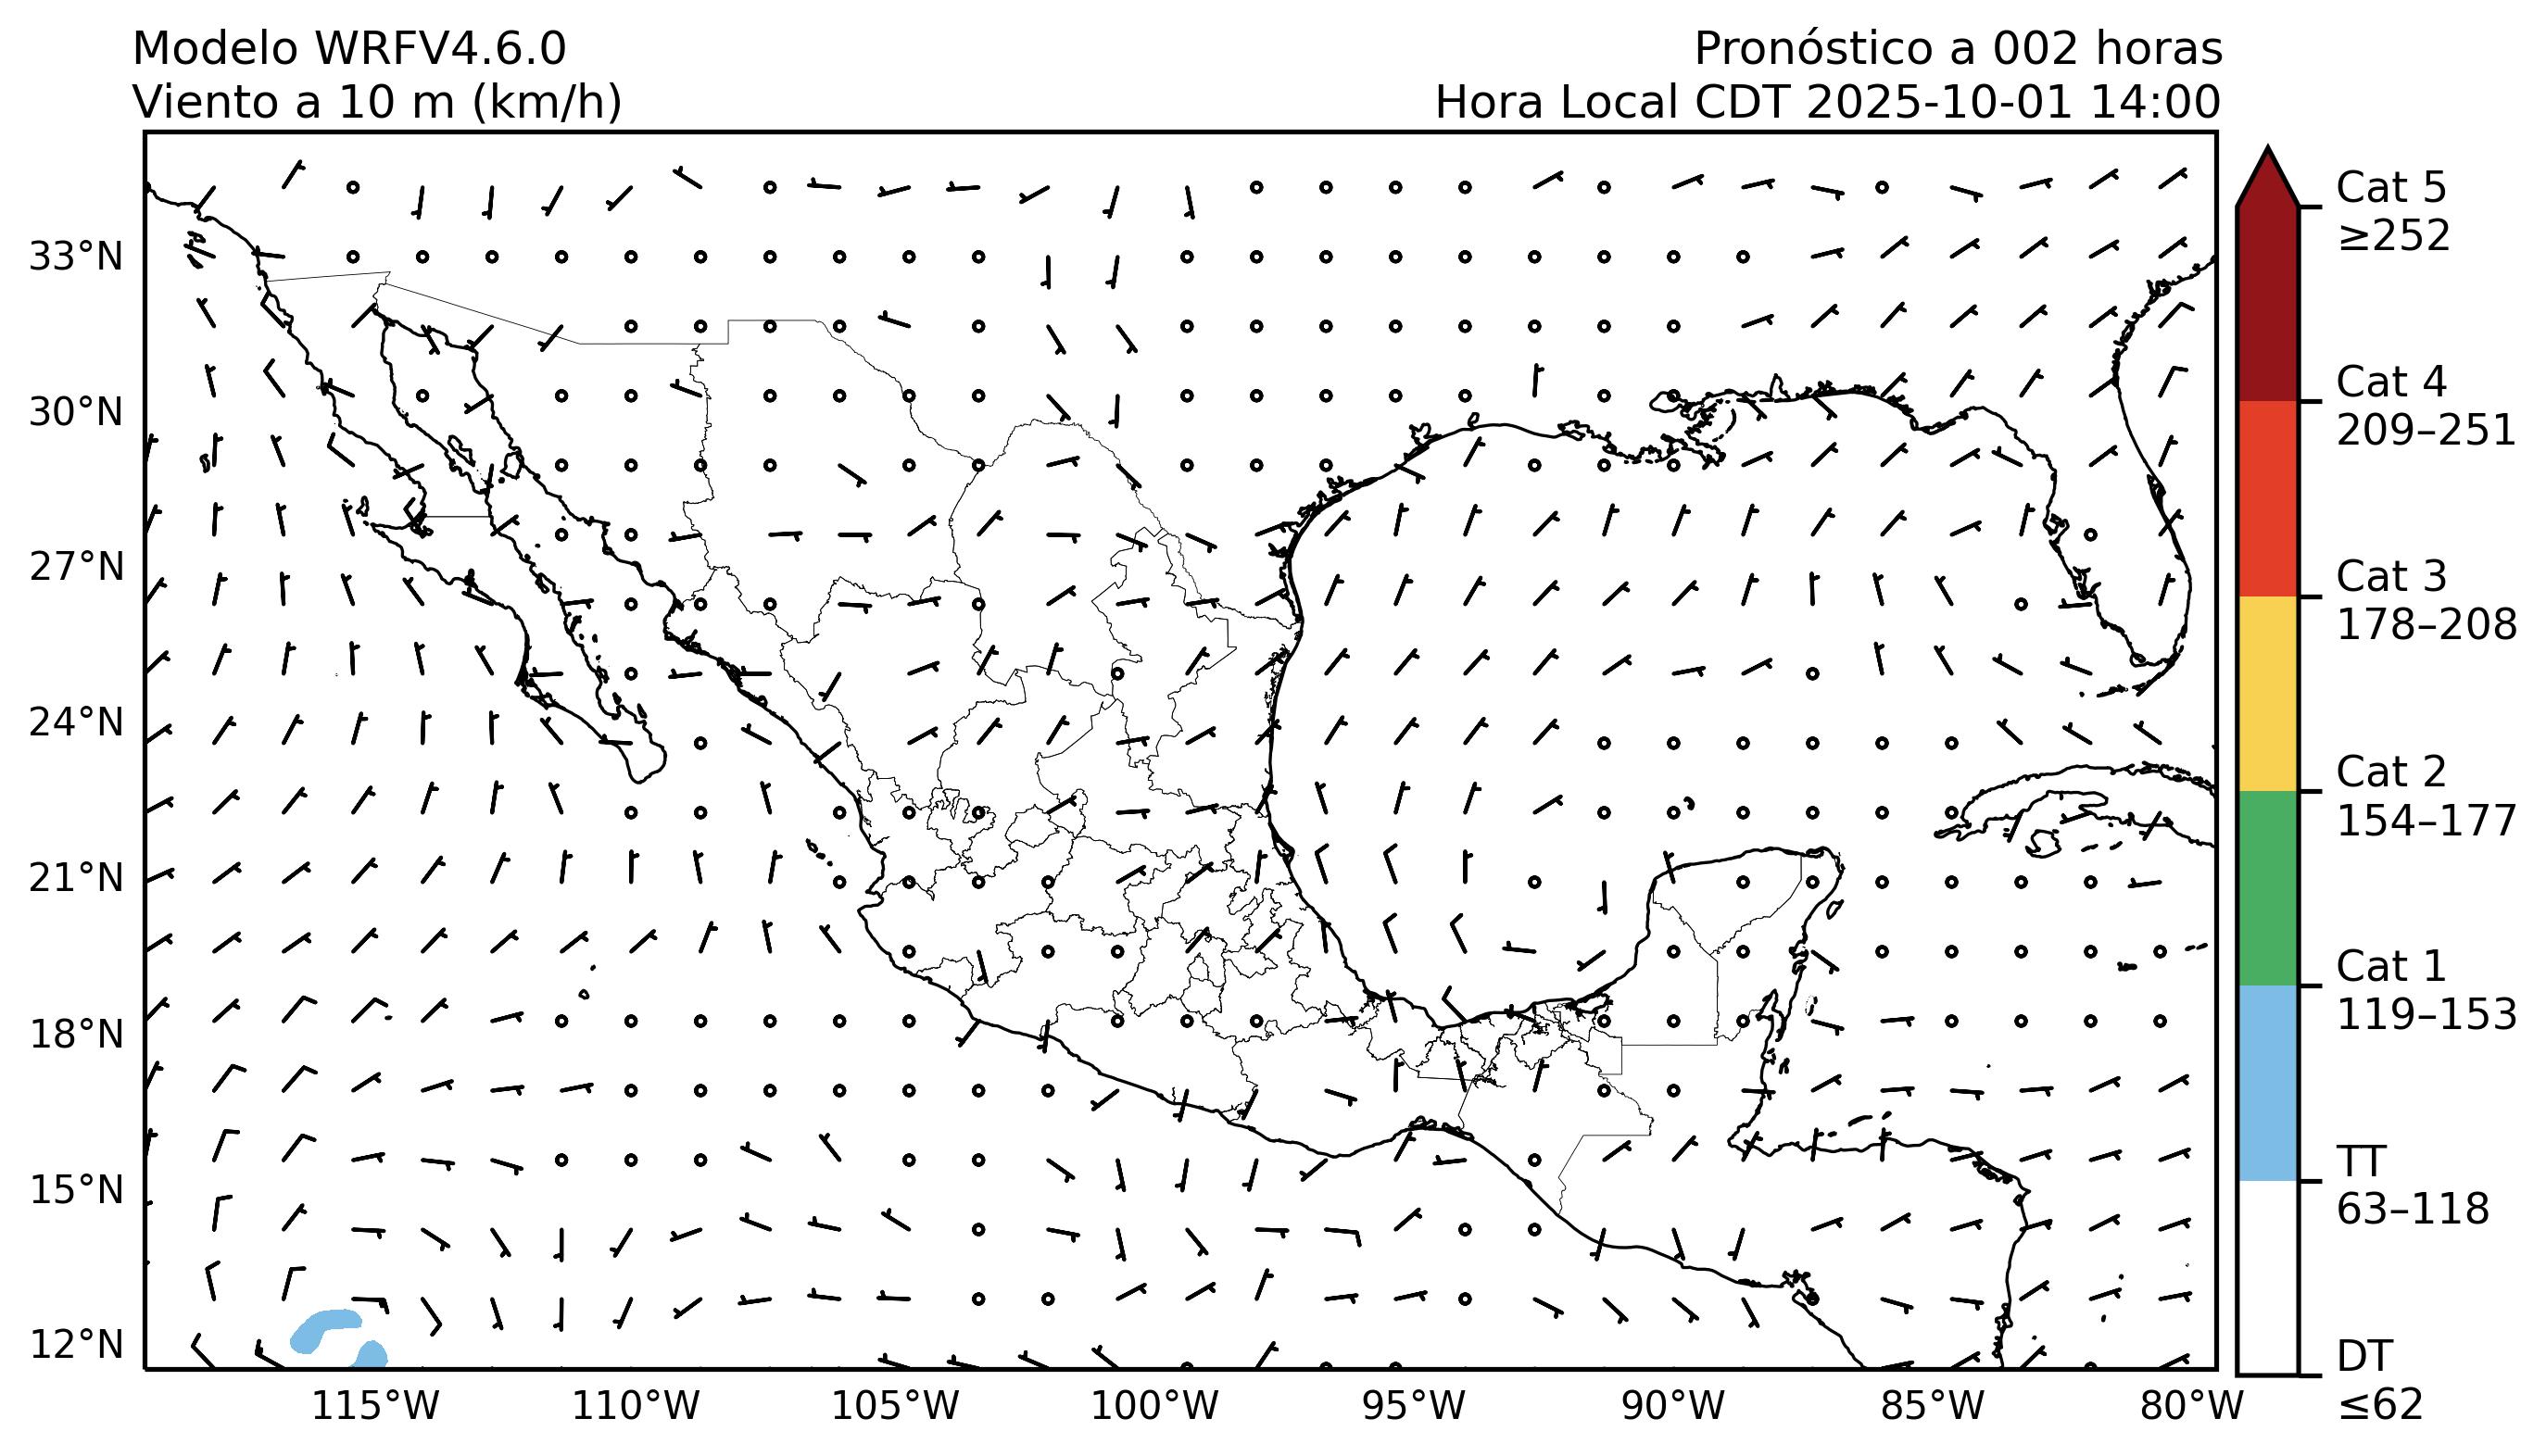 Modelo WRFV4.6.0
Viento a 10 m (km/h)
Pronóstico a 002 horas
Hora Local CDT 2025-10-01 14:00
33°N
30°N
27°N
24°N
21°N
18°N
15°N
12°N
115°W
110°W
105°W
100°W
95°W
90°W
85°W
80°W
Cat 5
≥252
Cat 4
209–251
Cat 3
178–208
Cat 2
154–177
Cat 1
119–153
TT
63–118
DT
≤62